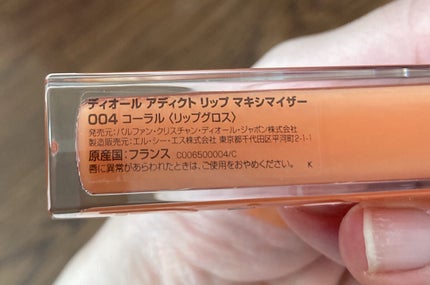 ディオール アディクト リップ マキシマイザー
004 コーラル〈リップグロス〉
発売元:パルファン・クリスチャン・ディオール・ジャポン株式会社
製造販売元:エル・シー・エス株式会社 東京都千代田区平河町2-1-1
原産国:フランス C006500004/C
唇に異常があらわれたときは、ご使用をおやめください。 K